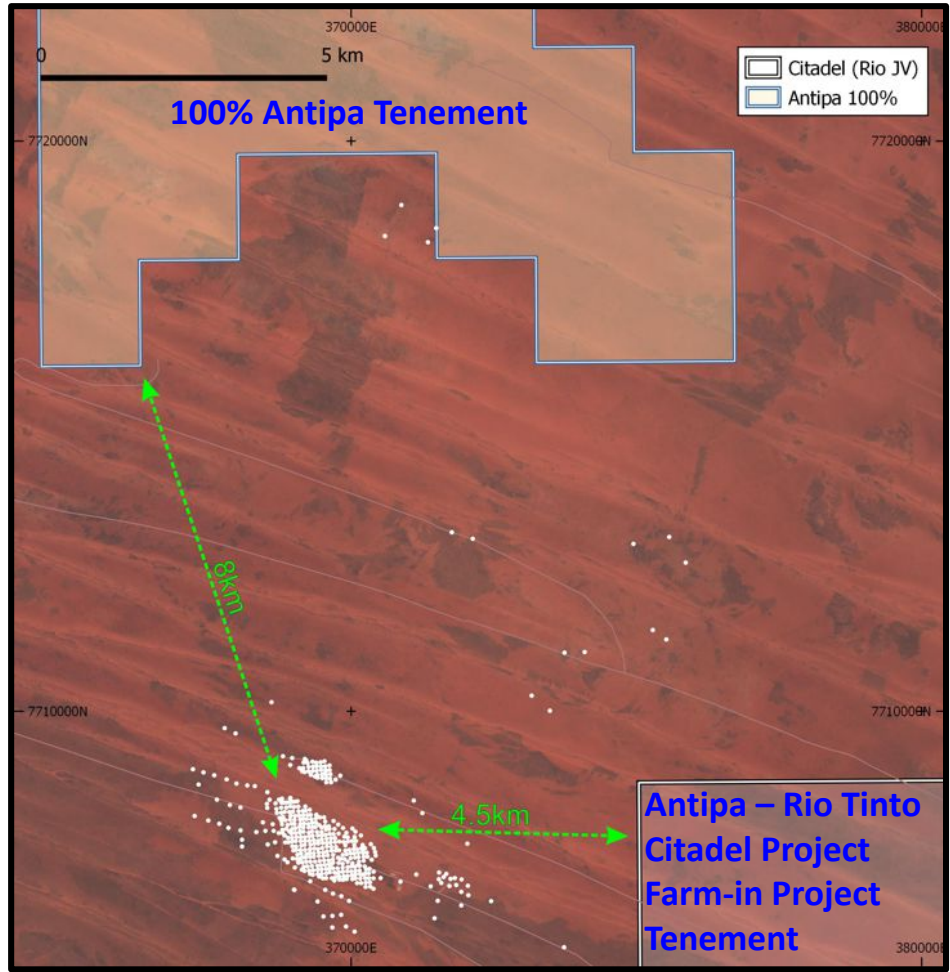 370000E
380000E
0
5 km
Citadel (Rio JV)
Antipa 100%
100% Antipa Tenement
7720000N
7720000N
8km
7710000N
7710000N
4.5km
Antipa – Rio Tinto
Citadel Project
Farm-in Project
Tenement
370000E
380000E